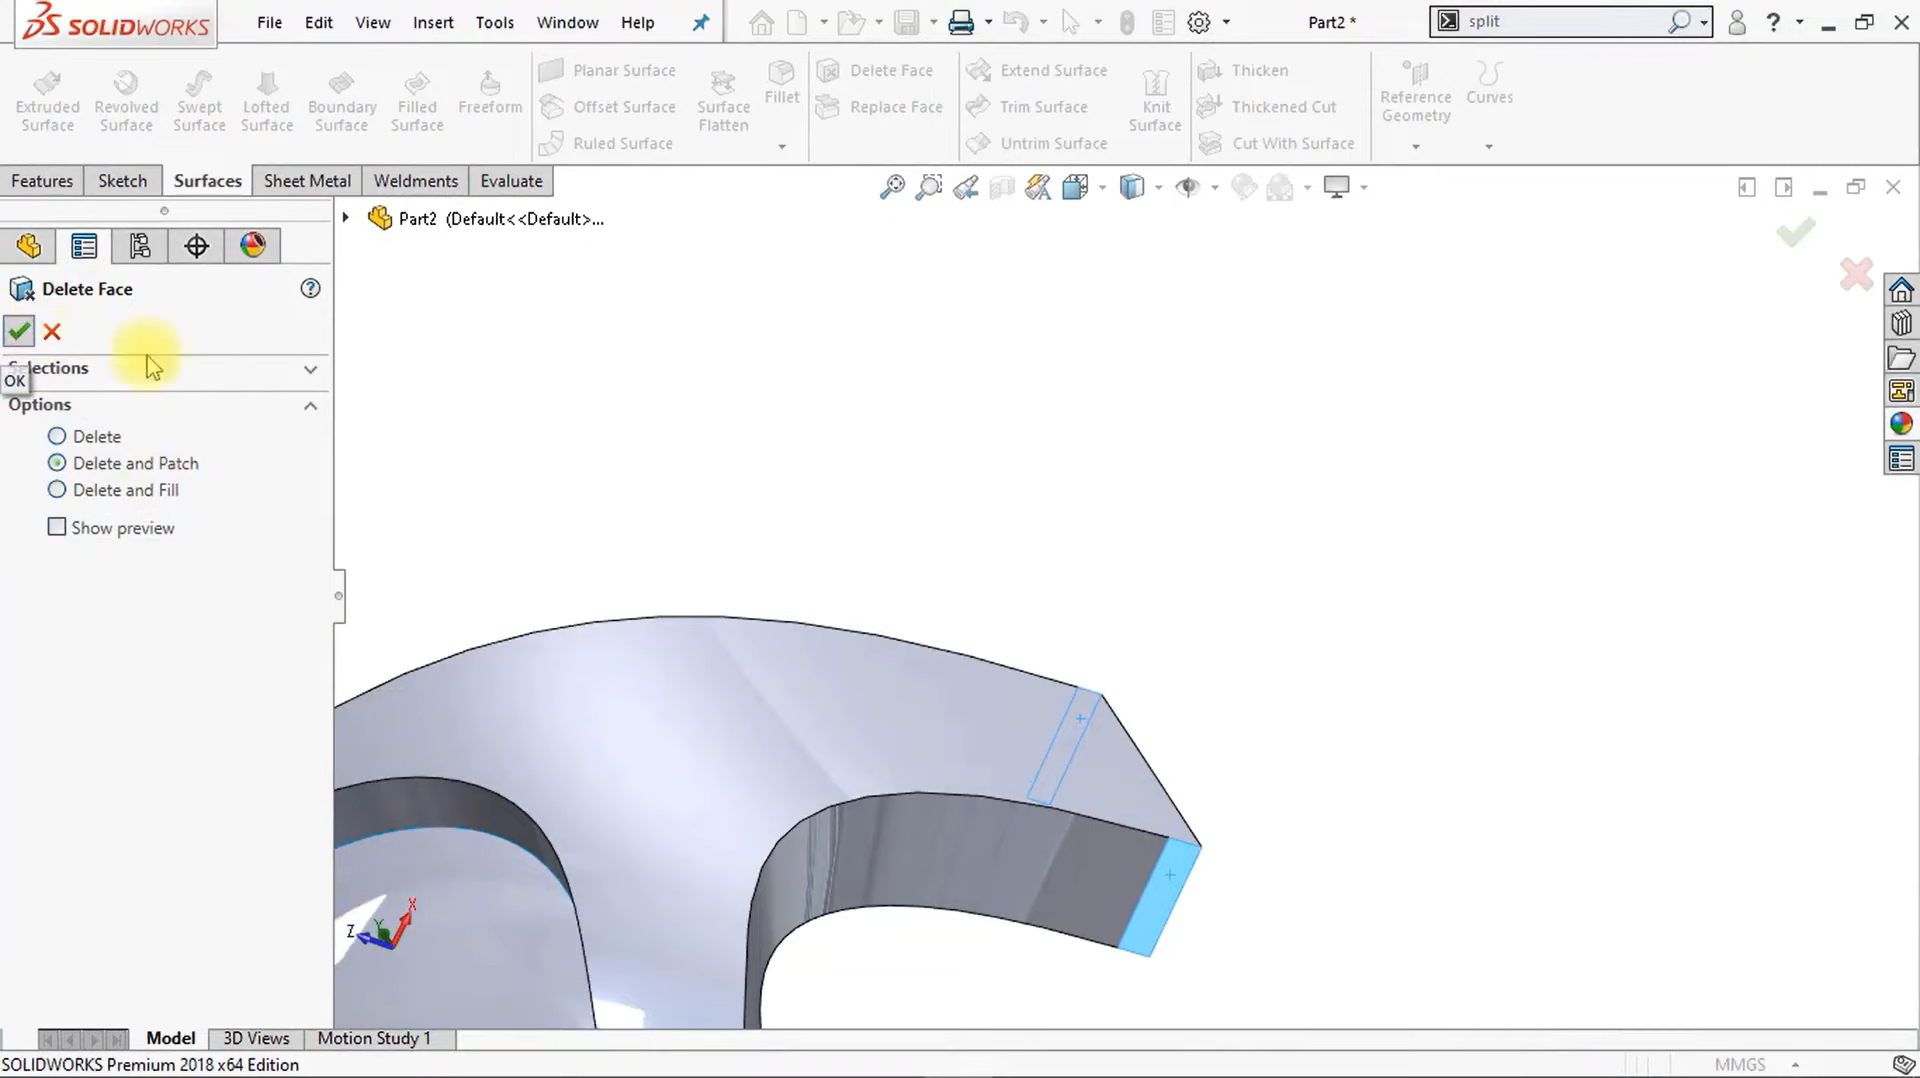 SOLIDWORKS File Edit View Insert Tools Window Help Part2 * split ?
Extruded Surface
Revolved Surface
Swept Surface
Lofted Surface
Boundary Surface
Filled Surface
Freeform
Planar Surface
Offset Surface
Ruled Surface
Surface Flatten
Fillet
Delete Face
Replace Face
Extend Surface
Trim Surface
Untrim Surface
Knit Surface
Thicken
Thickened Cut
Cut With Surface
Reference Geometry
Curves
Features Sketch Surfaces Sheet Metal Weldments Evaluate
Part2 (Default<<Default>...
Delete Face
OK
Options
Delete
Delete and Patch
Delete and Fill
Show preview
X
Y
Z
Model 3D Views Motion Study 1
SOLIDWORKS Premium 2018 x64 Edition MMGS